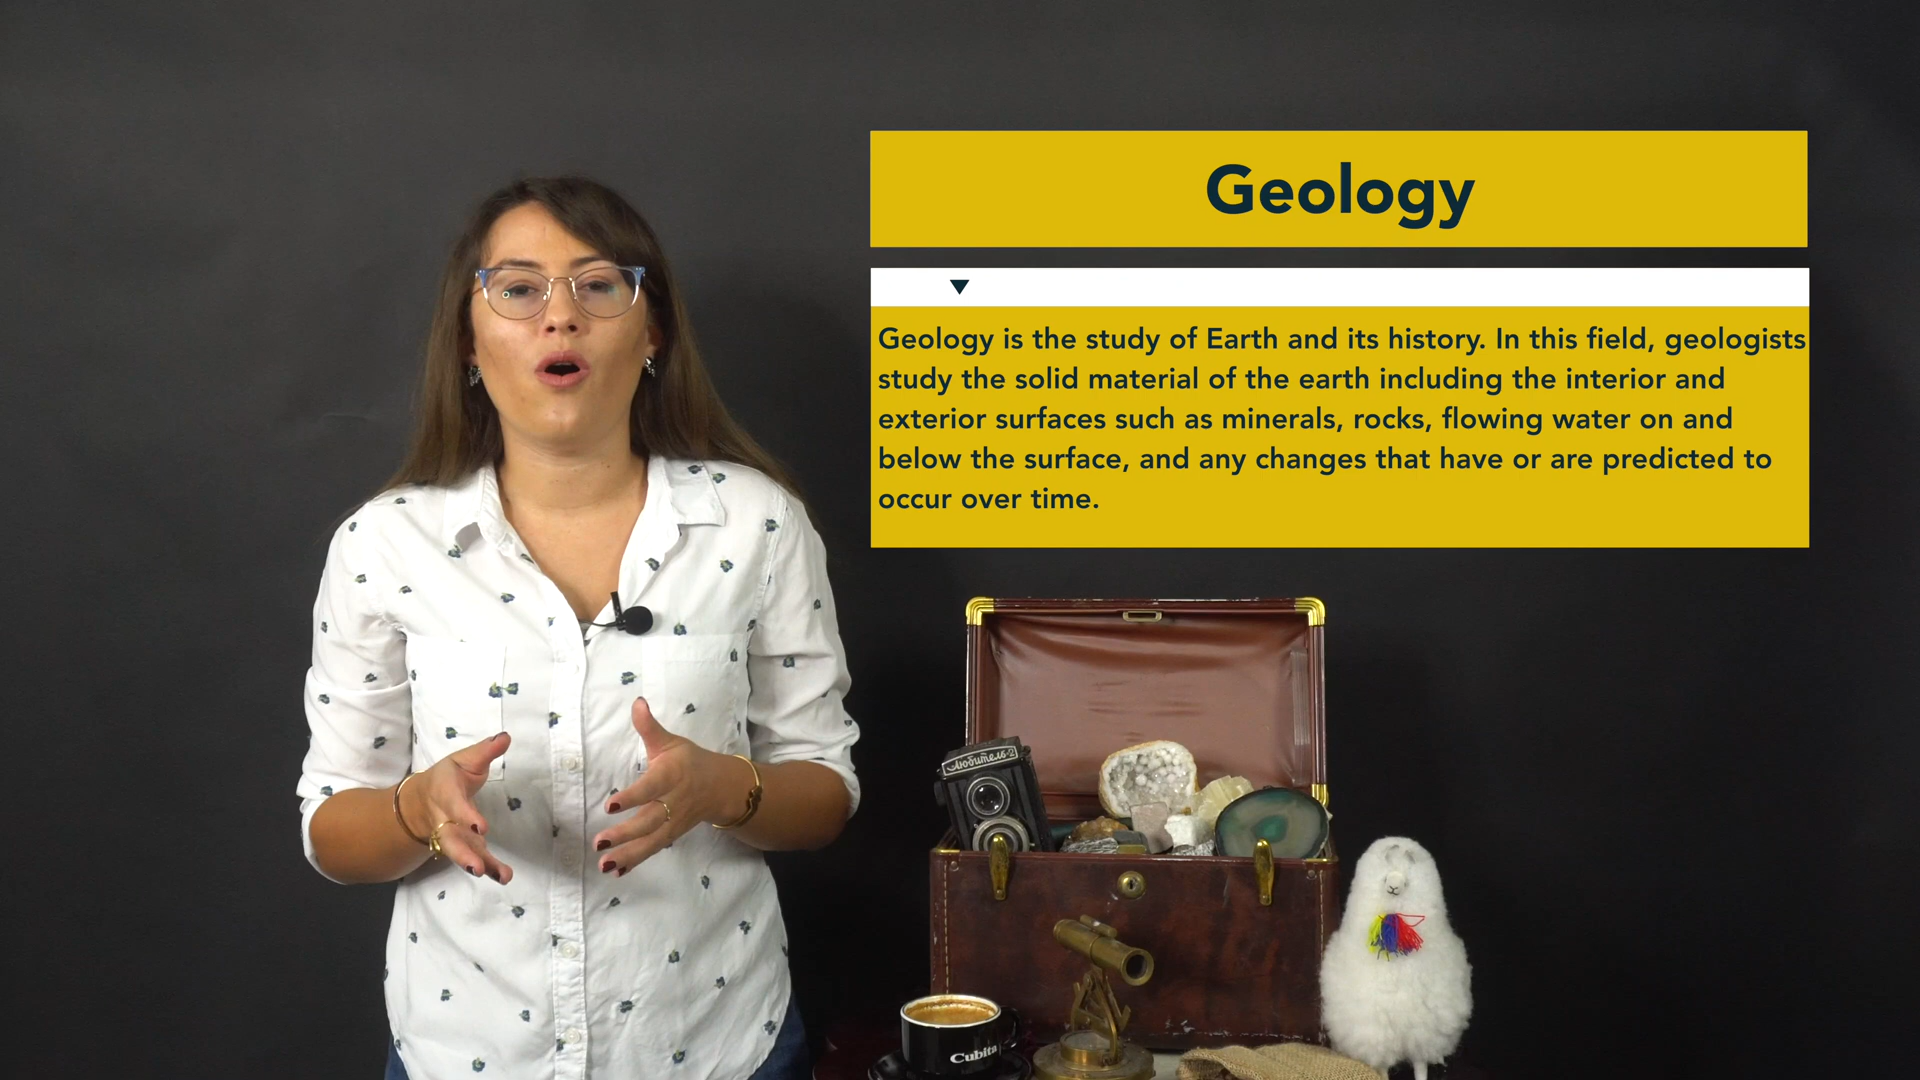 Geology
Geology is the study of Earth and its history. In this field, geologists
study the solid material of the earth including the interior and
exterior surfaces such as minerals, rocks, flowing water on and
below the surface, and any changes that have or are predicted to
occur over time.
Любитель-2
Cubita